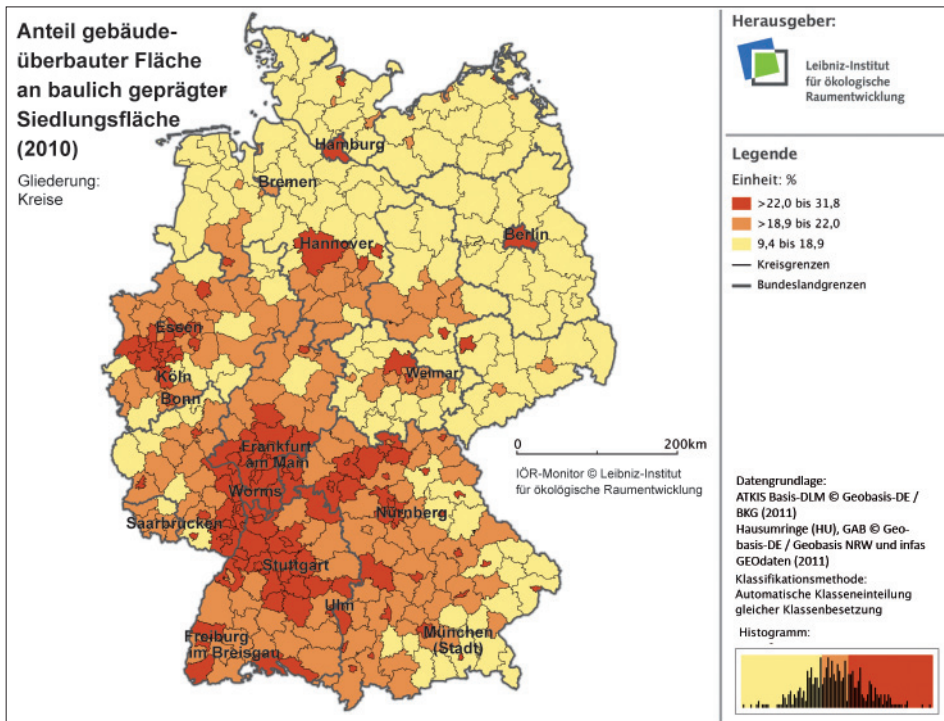 Anteil gebäude-
überbauter Fläche
an baulich geprägter
Siedlungsfläche
(2010)
Gliederung:
Kreise
Hamburg
Bremen
Hannover
Berlin
Essen
Köln
Bonn
Weimar
Frankfurt
am Main
Worms
Saarbrücken
Nürnberg
Stuttgart
Ulm
Freiburg
im Breisgau
München
(Stadt)
0 200km
IÖR-Monitor © Leibniz-Institut
für ökologische Raumentwicklung
Herausgeber:
Leibniz-Institut
für ökologische
Raumentwicklung
Legende
Einheit: %
>22,0 bis 31,8
>18,9 bis 22,0
9,4 bis 18,9
Kreisgrenzen
Bundeslandgrenzen
Datengrundlage:
ATKIS Basis-DLM © Geobasis-DE /
BKG (2011)
Hausumringe (HU), GAB © Geo-
basis-DE / Geobasis NRW und infas
GEOdaten (2011)
Klassifikationsmethode:
Automatische Klasseneinteilung
gleicher Klassenbesetzung
Histogramm: